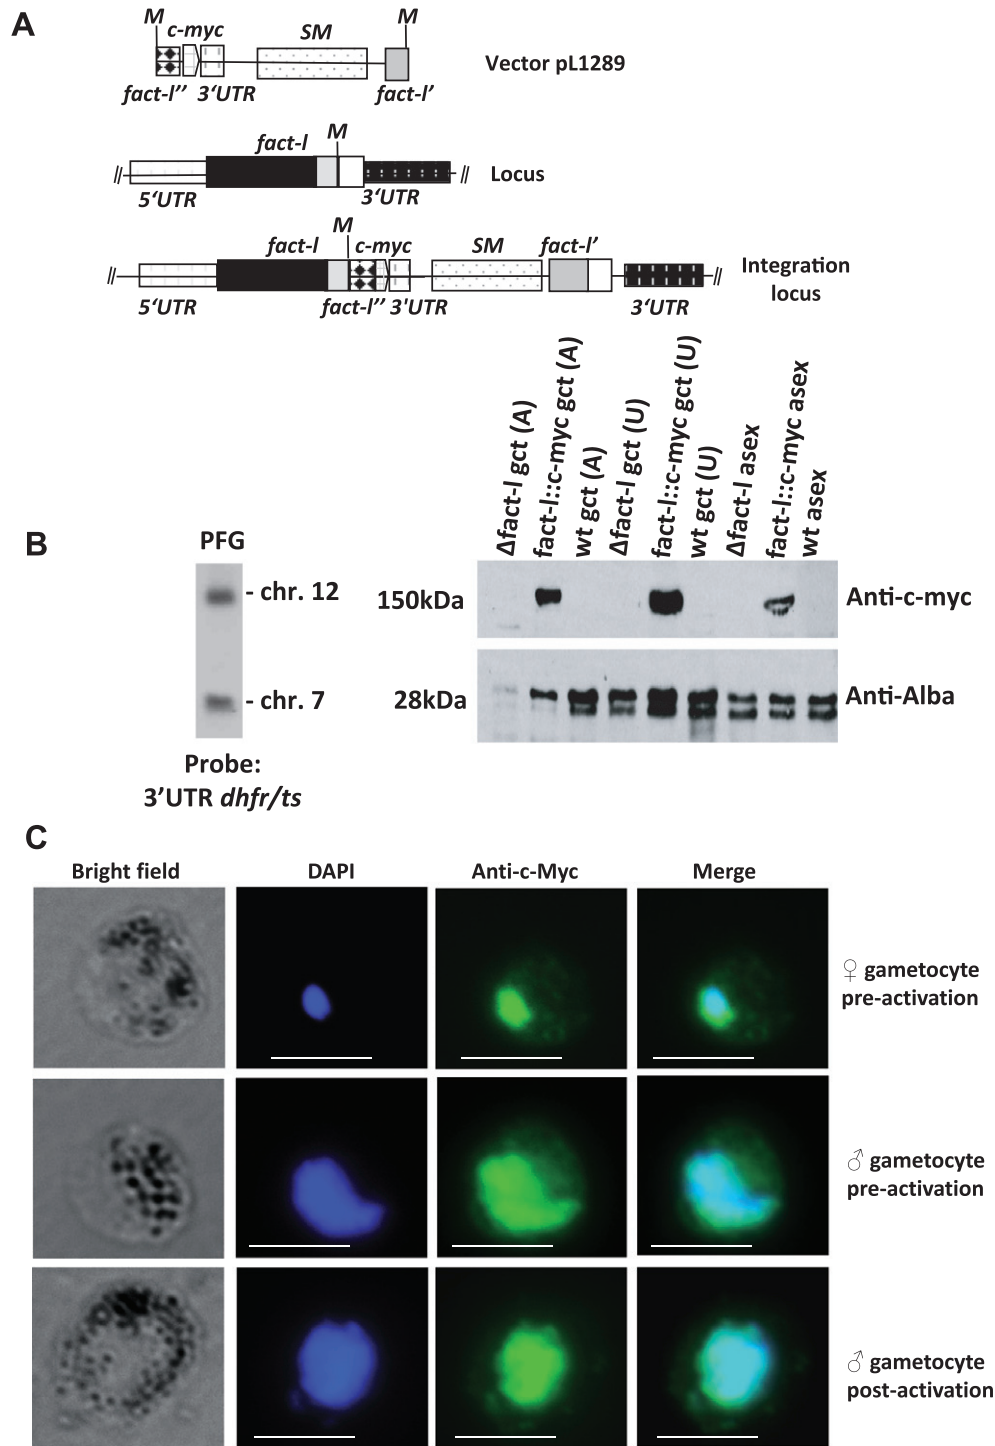 A
M
M
c-myc
SM
Vector pL1289
fact-l’’
3‘UTR
fact-l’
M
fact-l
Locus
5‘UTR
3‘UTR
M
fact-l
c-myc
SM
fact-l’
Integration
locus
5‘UTR
fact-l’’
3'UTR
3‘UTR
Δfact-l gct (A)
fact-l::c-myc gct (A)
wt gct (A)
Δfact-l gct (U)
fact-l::c-myc gct (U)
wt gct (U)
Δfact-l asex
fact-l::c-myc asex
wt asex
B
PFG
- chr. 12
150kDa
Anti-c-myc
- chr. 7
28kDa
Anti-Alba
Probe:
3’UTR dhfr/ts
C
Bright field
DAPI
Anti-c-Myc
Merge
♀ gametocyte
pre-activation
♂ gametocyte
pre-activation
♂ gametocyte
post-activation